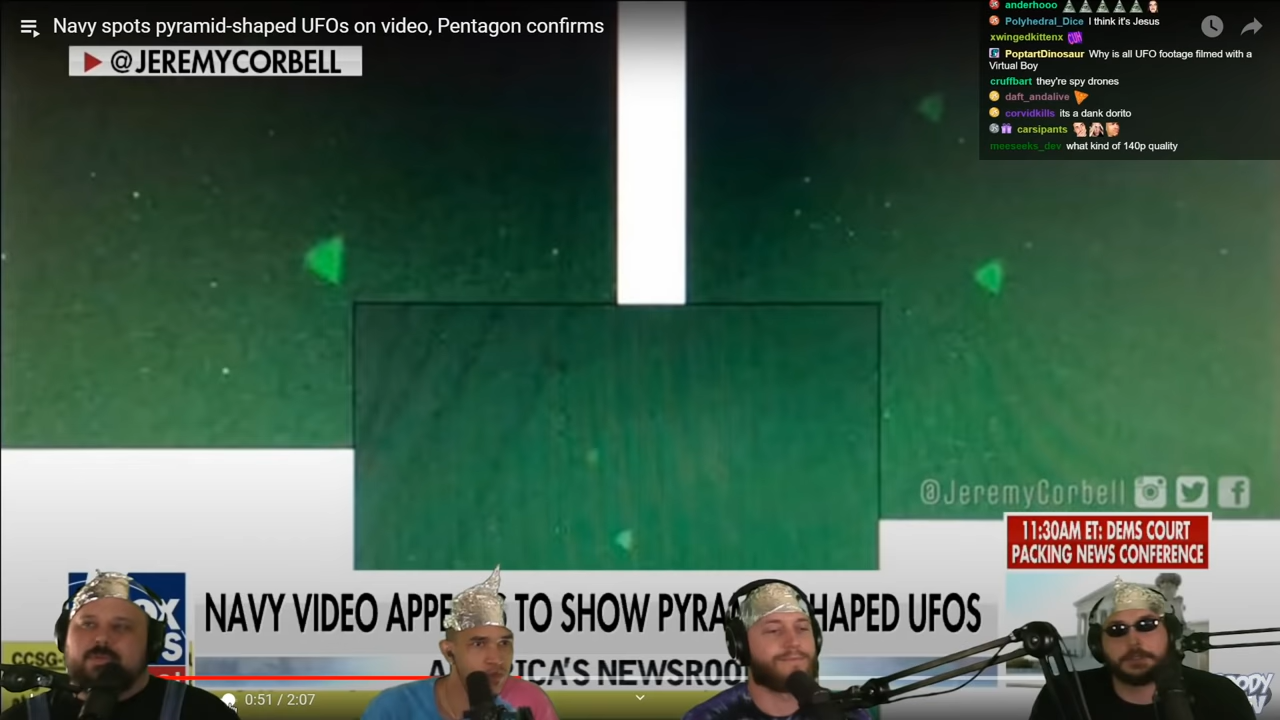 Navy spots pyramid-shaped UFOs on video, Pentagon confirms
@JEREMYCORBELL
anderhooo
Polyhedral_Dice I think it's Jesus
xwingedkittenx
PoptartDinosaur Why is all UFO footage filmed with a
Virtual Boy
cruffbart they're spy drones
daft_andalive
corvidkills its a dank dorito
carsipants
meeseeks_dev what kind of 140p quality
@JeremyCorbell
11:30AM ET: DEMS COURT
PACKING NEWS CONFERENCE
NAVY VIDEO TO SHOW SHAPED UFOS
NEWSROO
CCSG-
0:51 / 2:07